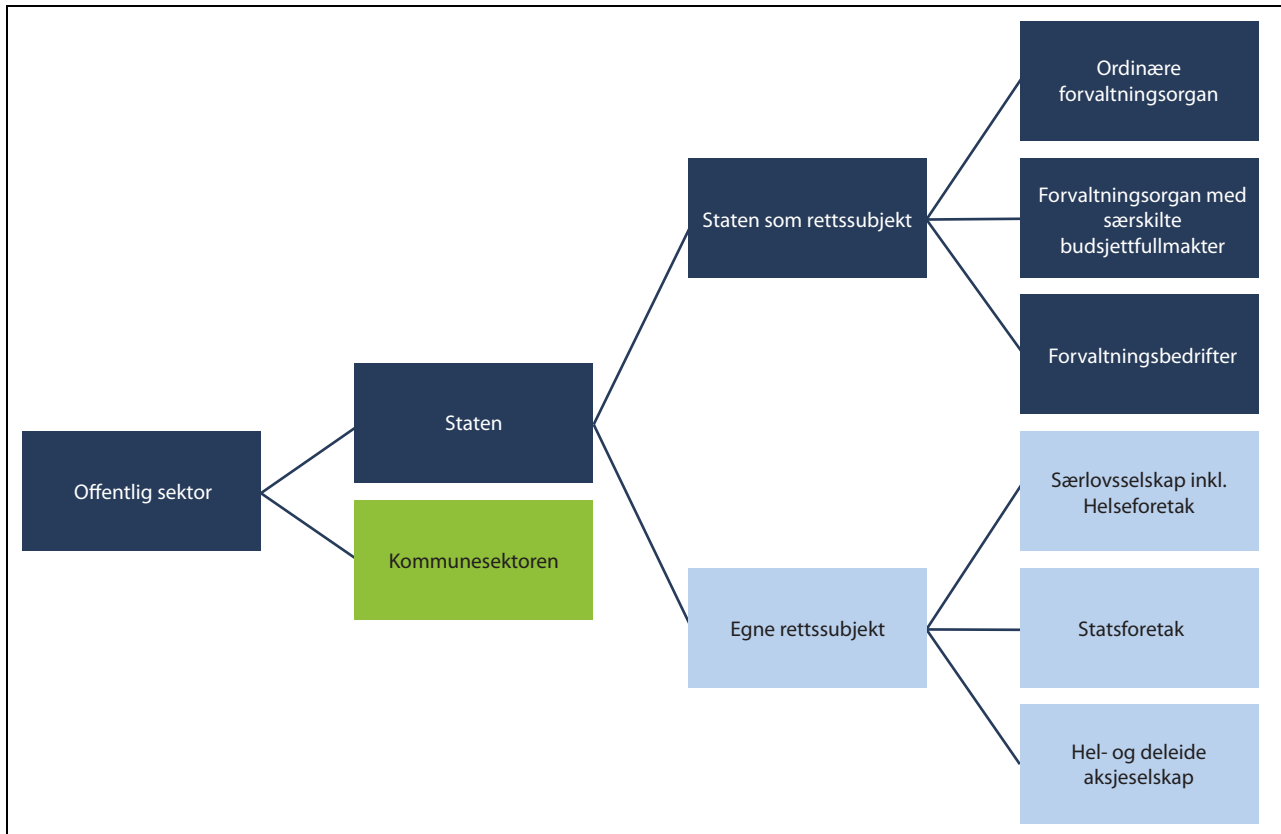 Offentlig sektor
Staten
Kommunesektoren
Staten som rettssubjekt
Egne rettssubjekt
Ordinære
forvaltningsorgan
Forvaltningsorgan med
særskilte
budsjettfullmakter
Forvaltningsbedrifter
Særlovsselskap inkl.
Helseforetak
Statsforetak
Hel- og deleide
aksjeselskap